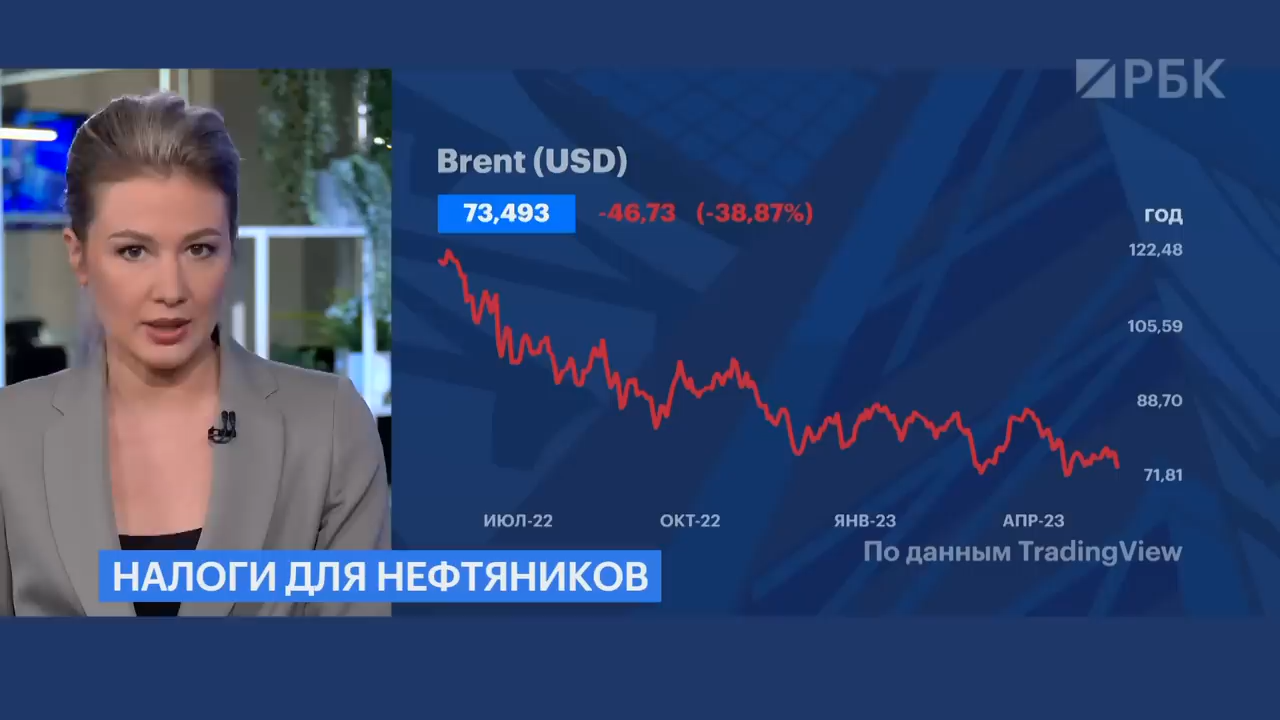 РБК
Brent (USD)
73,493 -46,73 (-38,87%)
ГОД
122,48
105,59
88,70
71,81
ИЮЛ-22 ОКТ-22 ЯНВ-23 АПР-23
По данным TradingView
НАЛОГИ ДЛЯ НЕФТЯНИКОВ